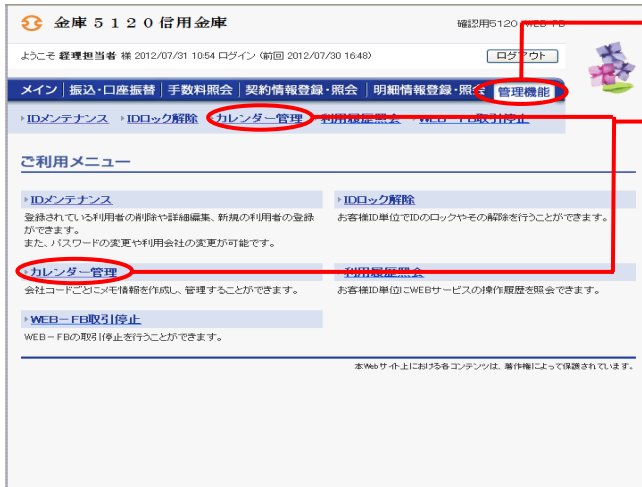 金庫５１２０信用金庫
確認用5120 WEB-FB
ようこそ 経理担当者 様 2012/07/31 10:54 ログイン (前回 2012/07/30 16:48)
ログアウト
メイン 振込・口座振替 手数料照会 契約情報登録・照会 明細情報登録・照会 管理機能
IDメンテナンス IDロック解除 カレンダー管理 利用履歴照会 WEB－FB取引停止
ご利用メニュー
IDメンテナンス
登録されている利用者の削除や詳細編集、新規の利用者の登録
ができます。
また、パスワードの変更や利用会社の変更が可能です。
IDロック解除
お客様ID単位でIDのロックやその解除を行うことができます。
カレンダー管理
会社コードごとにメモ情報を作成し、管理することができます。
利用履歴照会
お客様ID単位にWEBサービスの操作履歴を照会できます。
WEB－FB取引停止
WEB－FBの取引停止を行うことができます。
本Webサイト上における各コンテンツは、著作権によって保護されています。